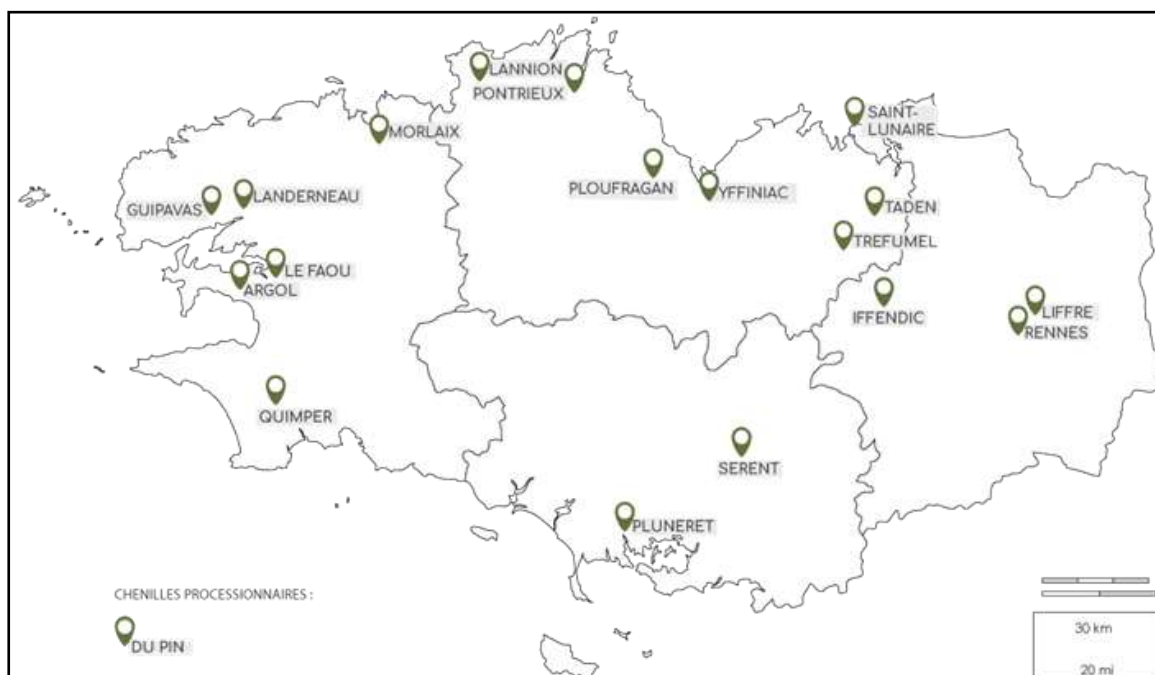 LANNION
PONTRIEUX
SAINT-
LUNAIRE
MORLAIX
PLOUFRAGAN
YFFINIAC
LANDERNEAU
GUIPAVAS
TADEN
TREFUMEL
LE FAOU
ARGOL
IFFENDIC
LIFFRE
RENNES
QUIMPER
SERENT
PLUNERET
CHENILLES PROCESSIONNAIRES :
DU PIN
30 km
20 mi